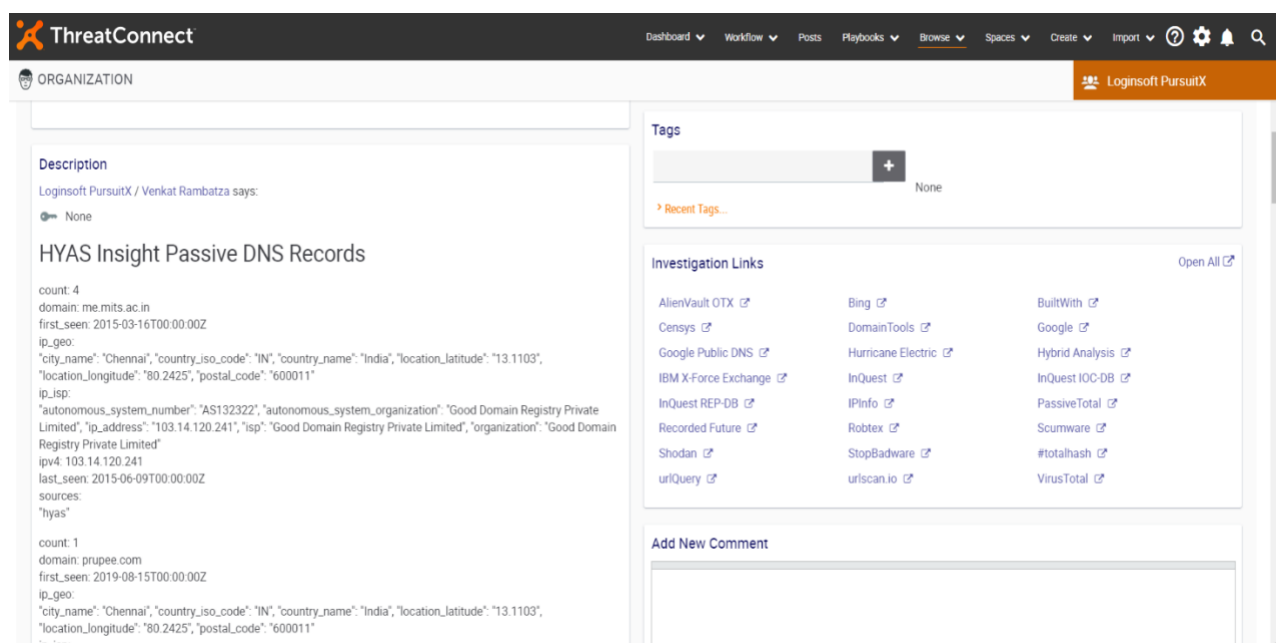 ThreatConnect
Dashboard
Workflow
Posts
Playbooks
Browse
Spaces
Create
Import
ORGANIZATION
Loginsoft PursuitX
Description
Loginsoft PursuitX / Venkat Rambatza says:
None
HYAS Insight Passive DNS Records
count: 4
domain: me.mits.ac.in
first_seen: 2015-03-16T00:00:00Z
ip_geo:
"city_name": "Chennai", "country_iso_code": "IN", "country_name": "India", "location_latitude": "13.1103",
"location_longitude": "80.2425", "postal_code": "600011"
ip_isp:
"autonomous_system_number": "AS132322", "autonomous_system_organization": "Good Domain Registry Private
Limited", "ip_address": "103.14.120.241", "isp": "Good Domain Registry Private Limited", "organization": "Good Domain
Registry Private Limited"
ipv4: 103.14.120.241
last_seen: 2015-06-09T00:00:00Z
sources:
"hyas"
count: 1
domain: prupee.com
first_seen: 2019-08-15T00:00:00Z
ip_geo:
"city_name": "Chennai", "country_iso_code": "IN", "country_name": "India", "location_latitude": "13.1103",
"location_longitude": "80.2425", "postal_code": "600011"
Tags
+
None
Recent Tags...
Investigation Links
Open All
AlienVault OTX
Bing
BuiltWith
Censys
DomainTools
Google
Google Public DNS
Hurricane Electric
Hybrid Analysis
IBM X-Force Exchange
InQuest
InQuest IOC-DB
InQuest REP-DB
IPInfo
PassiveTotal
Recorded Future
Robtex
Scumware
Shodan
StopBadware
#totalhash
urlQuery
urlscan.io
VirusTotal
Add New Comment